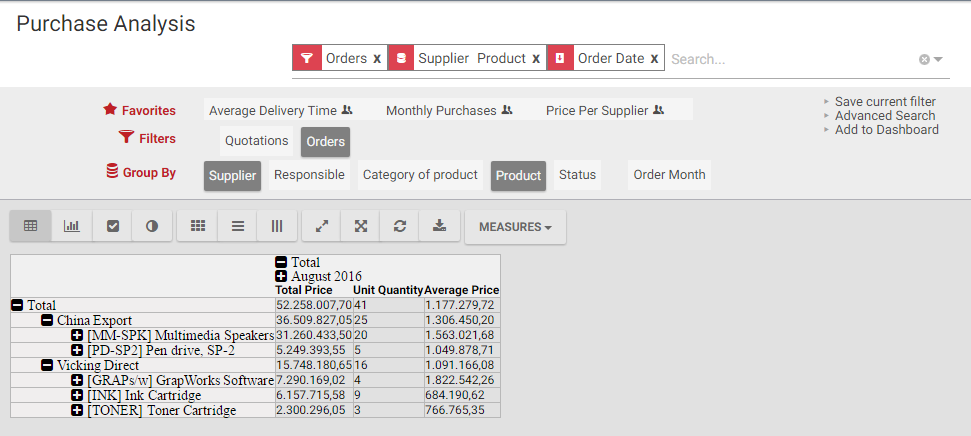 Purchase Analysis
Orders x Supplier Product x Order Date x Search...
Favorites Average Delivery Time Monthly Purchases Price Per Supplier Save current filter
Advanced Search
Filters Quotations Orders Add to Dashboard
Group By Supplier Responsible Category of product Product Status Order Month
MEASURES
Total
August 2016
Total Price Unit Quantity Average Price
Total 52.258.007,70 41 1.177.279,72
China Export 36.509.827,05 25 1.306.450,20
[MM-SPK] Multimedia Speakers 31.260.433,50 20 1.563.021,68
[PD-SP2] Pen drive, SP-2 5.249.393,55 5 1.049.878,71
Vicking Direct 15.748.180,65 16 1.091.166,08
[GRAPs/w] GrapWorks Software 7.290.169,02 4 1.822.542,26
[INK] Ink Cartridge 6.157.715,58 9 684.190,62
[TONER] Toner Cartridge 2.300.296,05 3 766.765,35